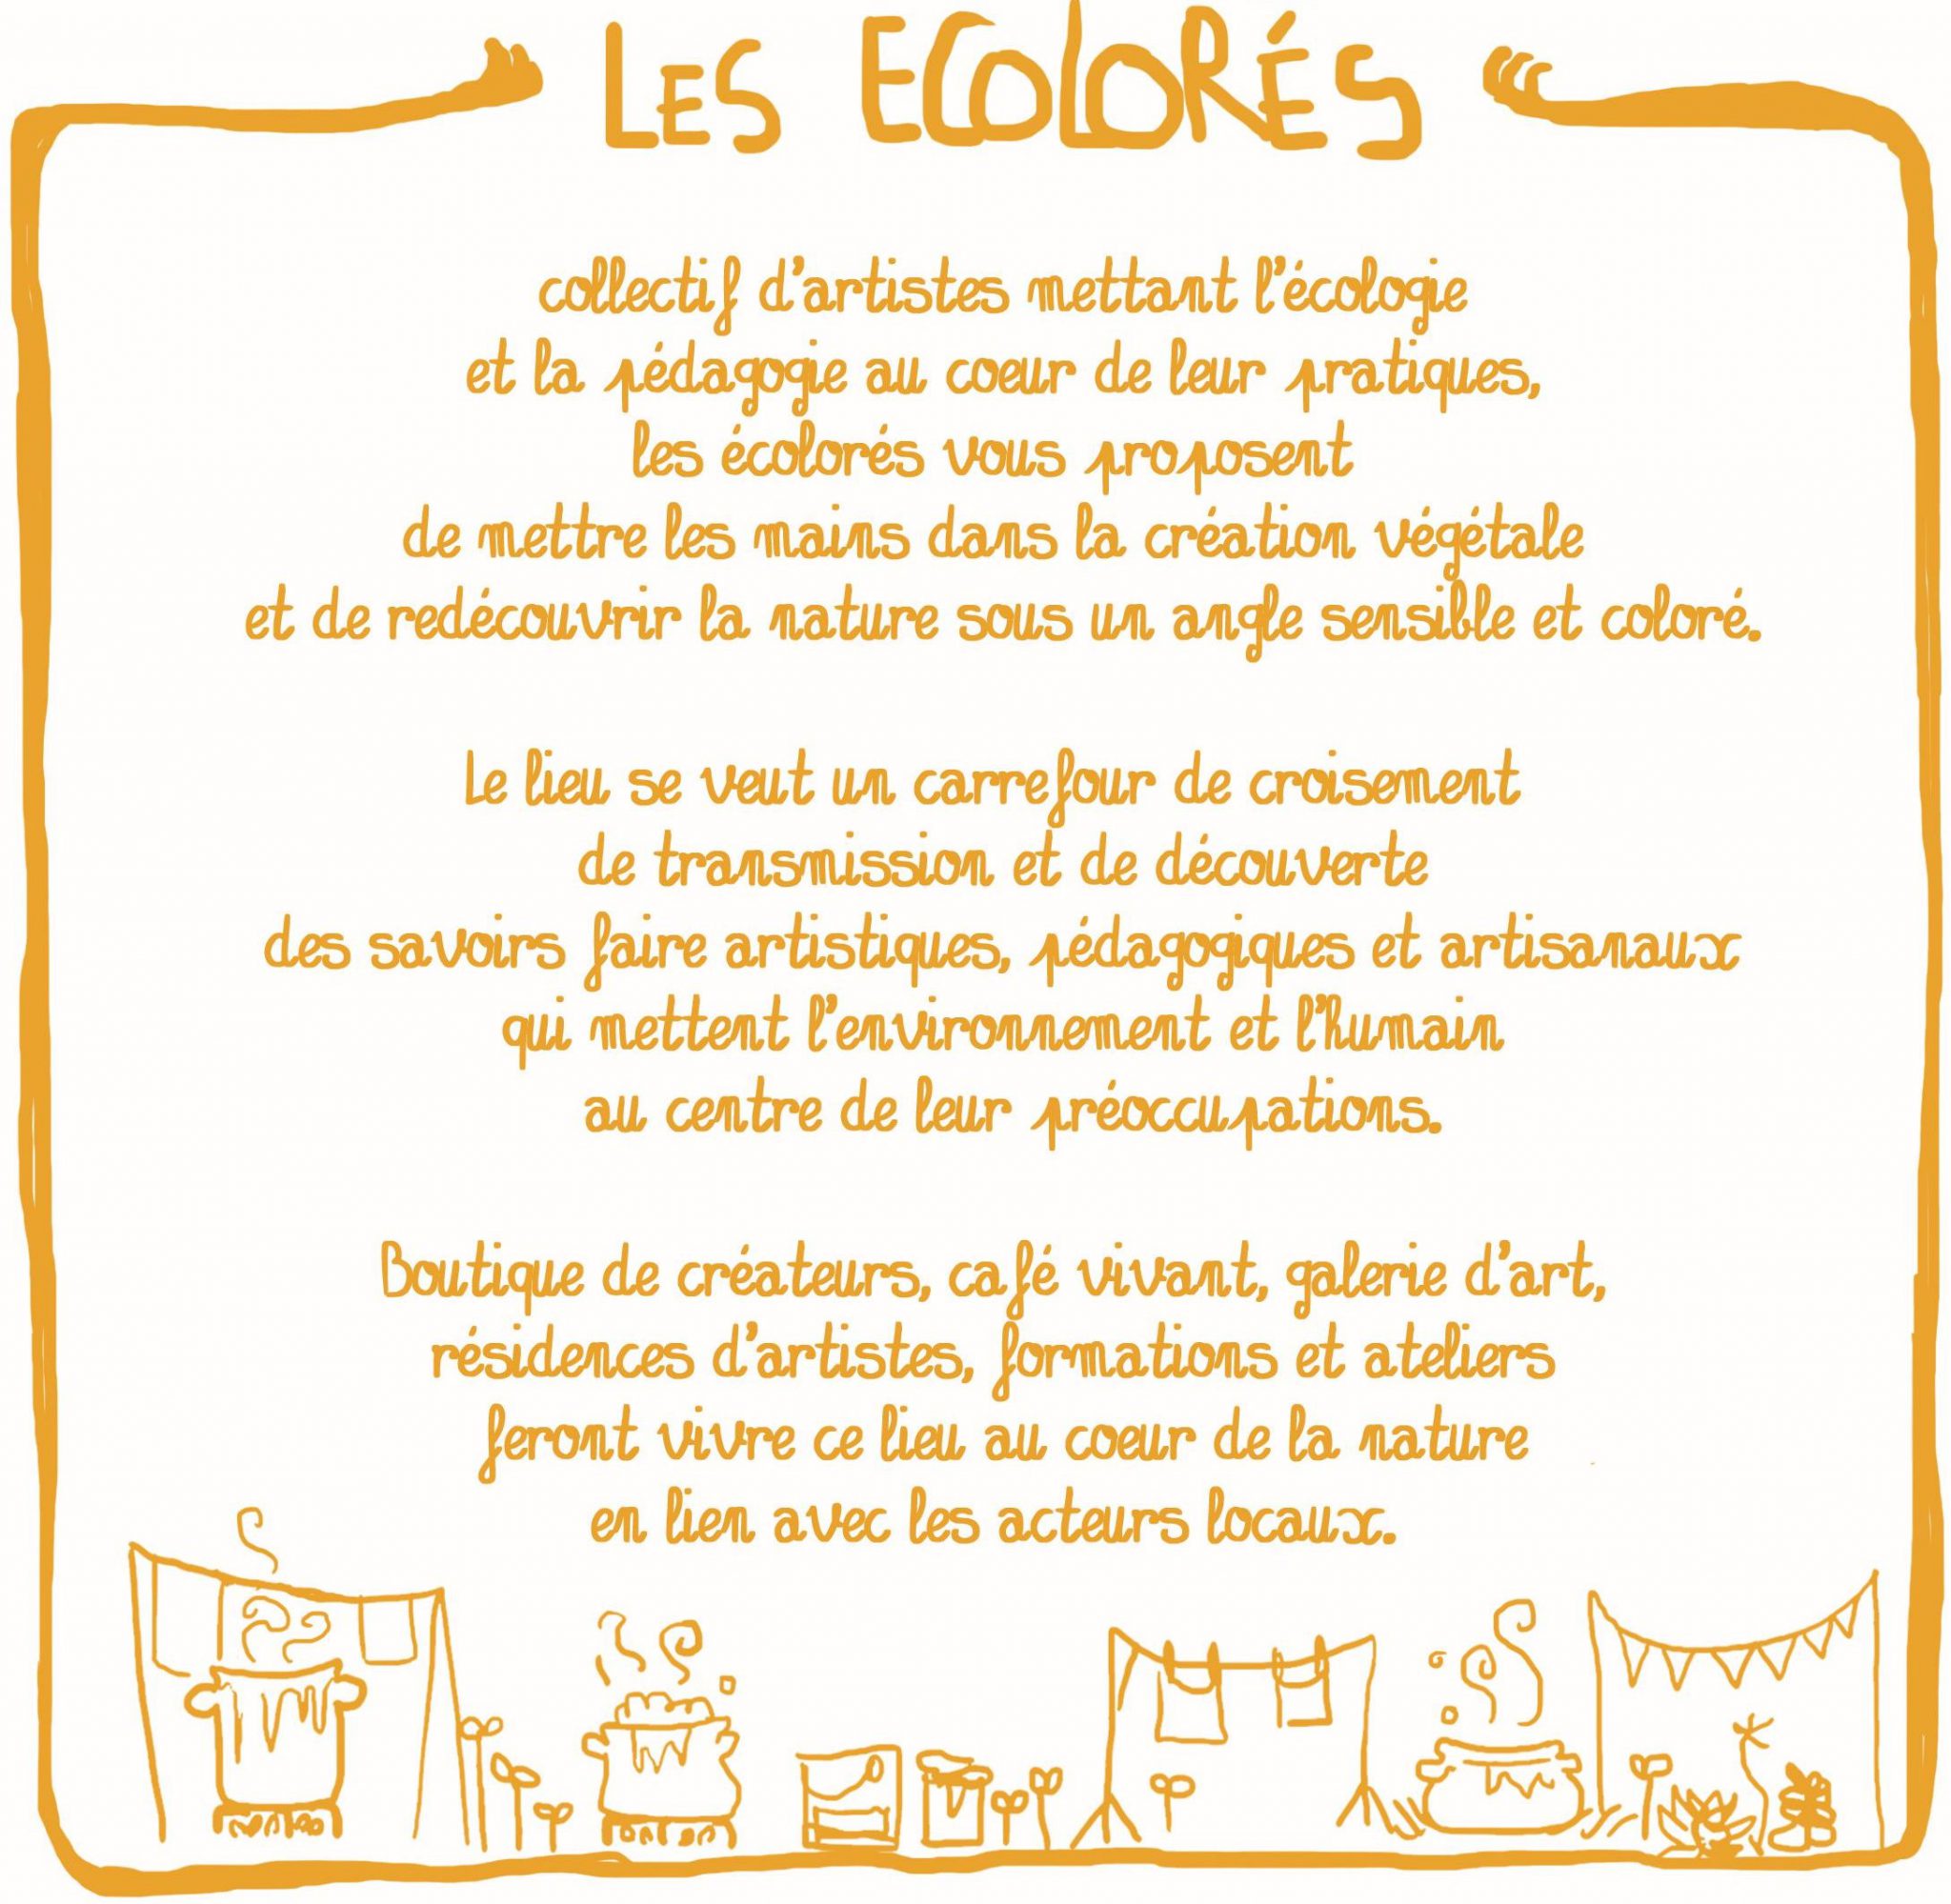 LES ECOLORÉS
collectif d'artistes mettant l'écologie
et la pédagogie au coeur de leur pratiques,
les écolorés vous proposent
de mettre les mains dans la création végétale
et de redécouvrir la nature sous un angle sensible et coloré.
Le lieu se veut un carrefour de croisement
de transmission et de découverte
des savoirs faire artistiques, pédagogiques et artisanaux
qui mettent l'environnement et l'humain
au centre de leur préoccupations.
Boutique de créateurs, café vivant, galerie d'art,
résidences d'artistes, formations et ateliers
feront vivre ce lieu au coeur de la nature
en lien avec les acteurs locaux.